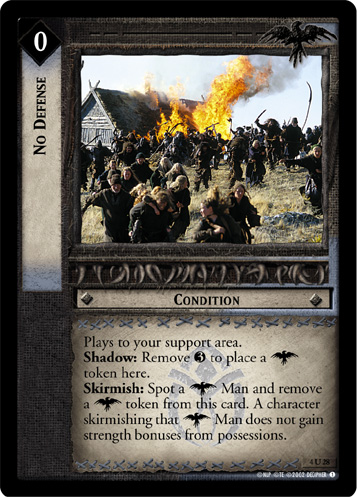 0
No Defense
Condition
Plays to your support area.
Shadow: Remove 3 to place a
token here.
Skirmish: Spot a Man and remove
a token from this card. A character
skirmishing that Man does not gain
strength bonuses from possessions.